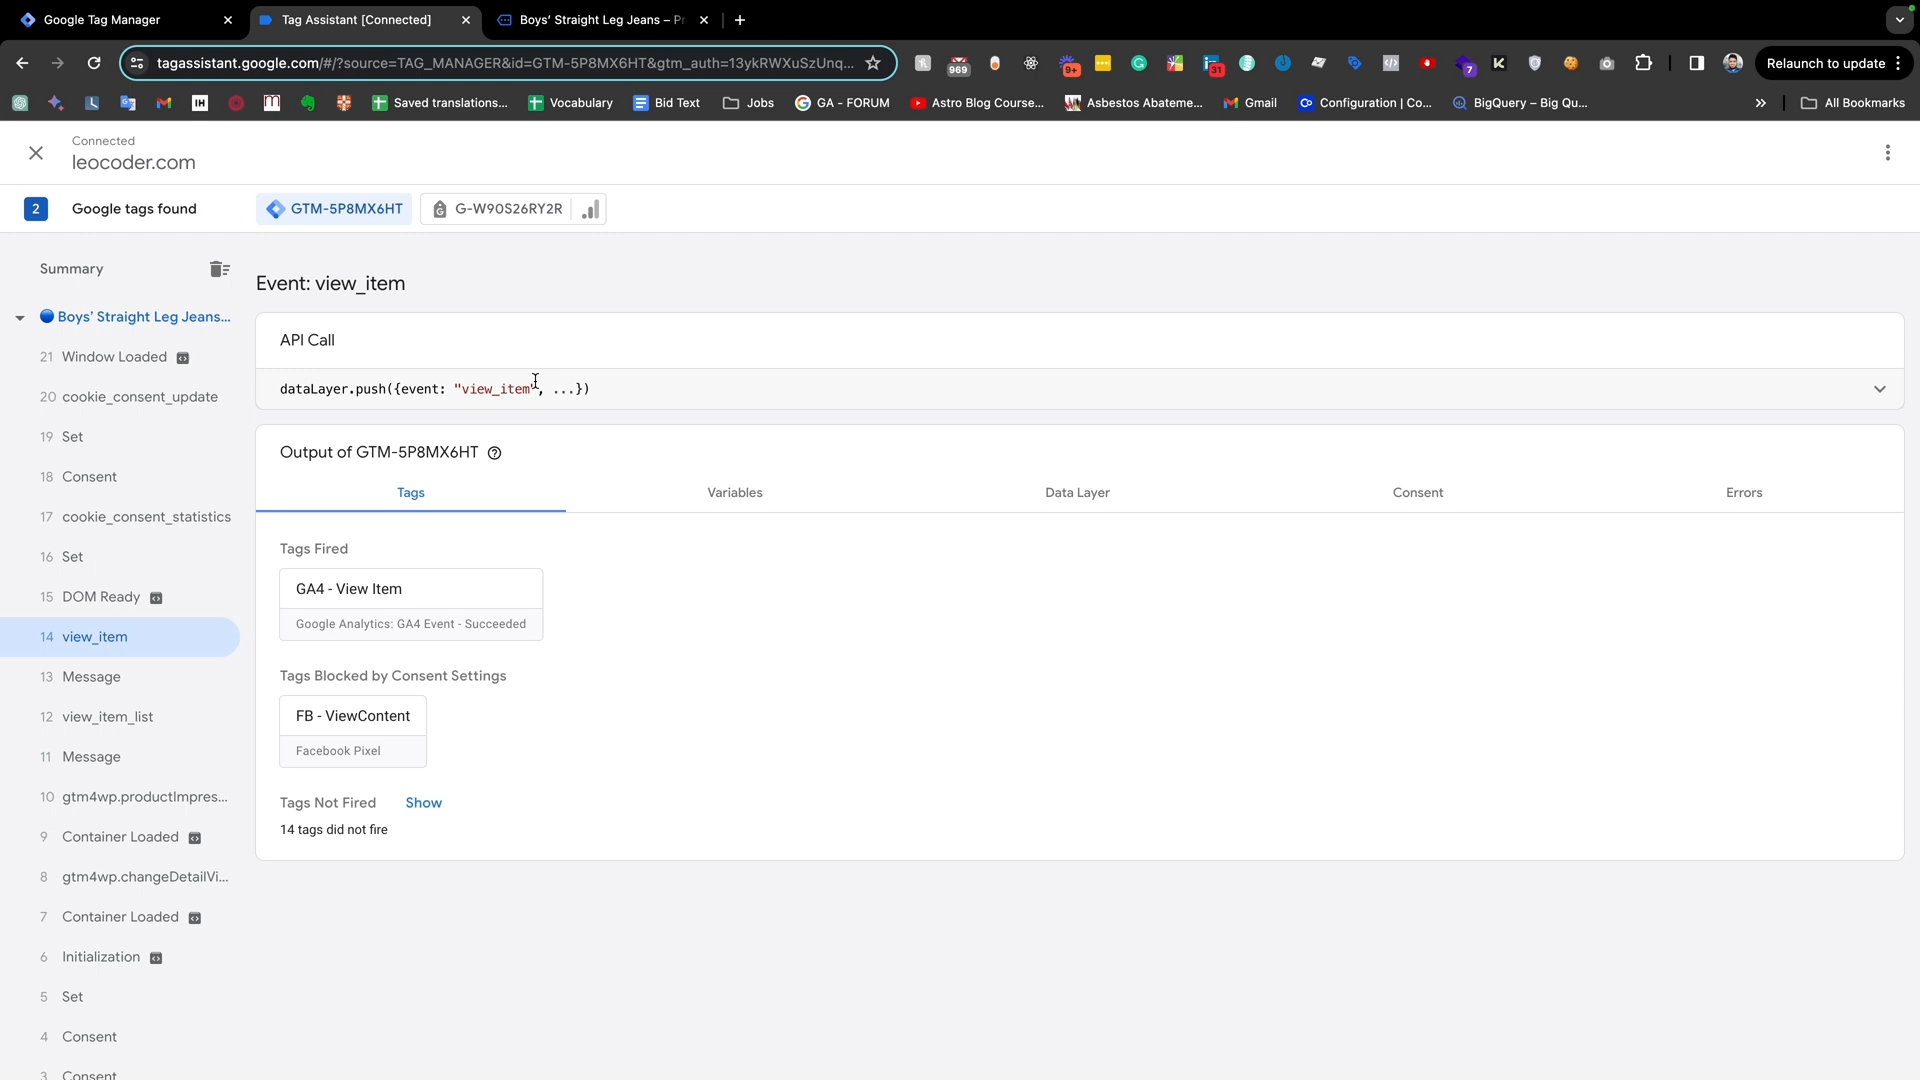 Google Tag Manager
Tag Assistant [Connected]
Boys' Straight Leg Jeans – Pr
tagassistant.google.com/#/?source=TAG_MANAGER&id=GTM-5P8MX6HT&gtm_auth=13ykRWXuSzUnq...
969
9+
31
7
Relaunch to update
IH
Saved translations...
Vocabulary
Bid Text
Jobs
GA - FORUM
Astro Blog Course...
Asbestos Abateme...
Gmail
Configuration | Co...
BigQuery – Big Qu...
All Bookmarks
Connected
leocoder.com
2 Google tags found
GTM-5P8MX6HT
G-W90S26RY2R
Summary
Boys' Straight Leg Jeans...
21 Window Loaded
20 cookie_consent_update
19 Set
18 Consent
17 cookie_consent_statistics
16 Set
15 DOM Ready
14 view_item
13 Message
12 view_item_list
11 Message
10 gtm4wp.productImpres...
9 Container Loaded
8 gtm4wp.changeDetailVi...
7 Container Loaded
6 Initialization
5 Set
4 Consent
3 Consent
Event: view_item
API Call
dataLayer.push({event: "view_item", ...})
Output of GTM-5P8MX6HT
Tags
Variables
Data Layer
Consent
Errors
Tags Fired
GA4 - View Item
Google Analytics: GA4 Event - Succeeded
Tags Blocked by Consent Settings
FB - ViewContent
Facebook Pixel
Tags Not Fired Show
14 tags did not fire